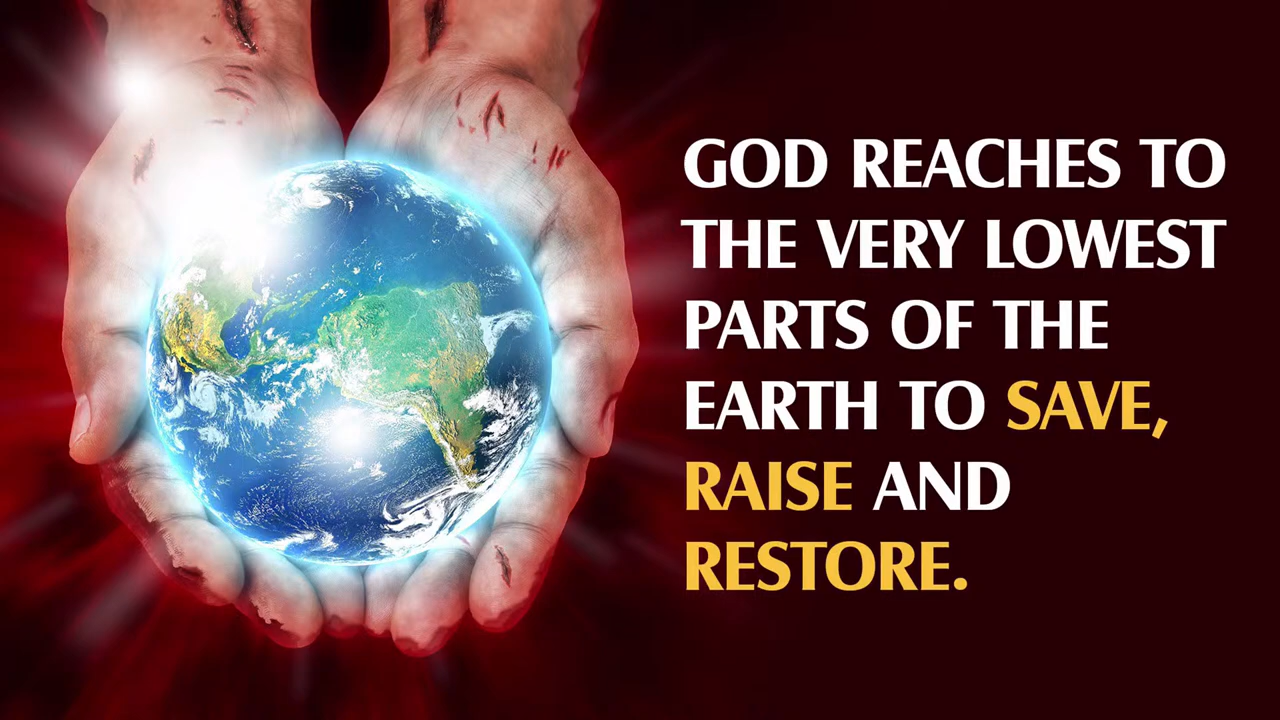 GOD REACHES TO
THE VERY LOWEST
PARTS OF THE
EARTH TO SAVE,
RAISE AND
RESTORE.